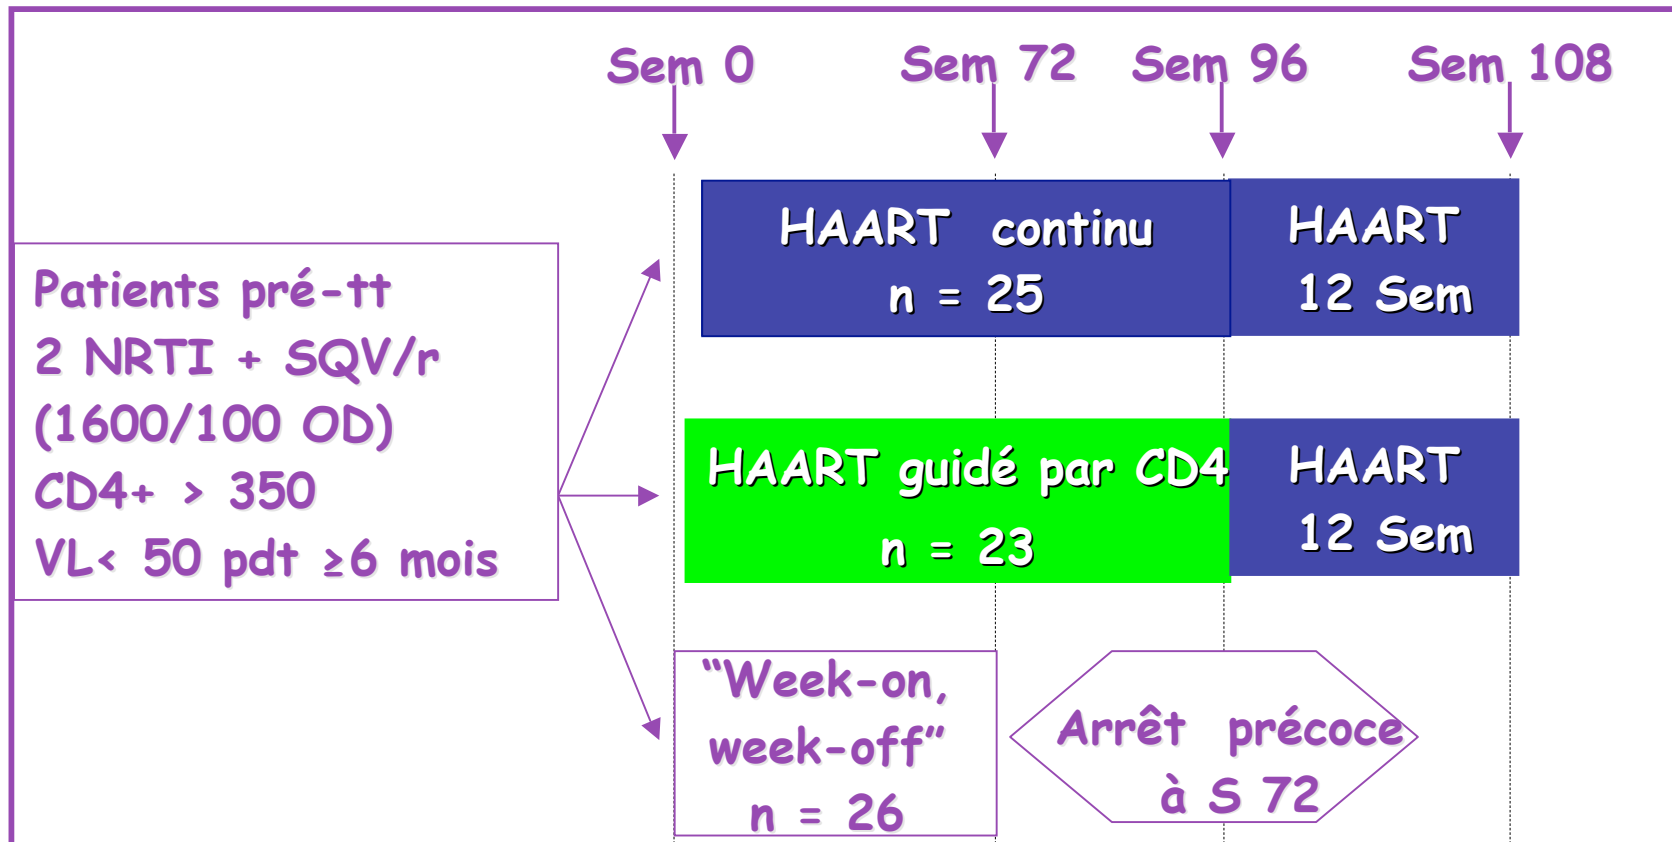 Sem 0
Sem 72
Sem 96
Sem 108
Patients pré-tt
2 NRTI + SQV/r
(1600/100 OD)
CD4+ > 350
VL< 50 pdt ≥6 mois
HAART continu
n = 25
HAART
12 Sem
HAART guidé par CD4
n = 23
HAART
12 Sem
“Week-on,
week-off”
n = 26
Arrêt précoce
à S 72